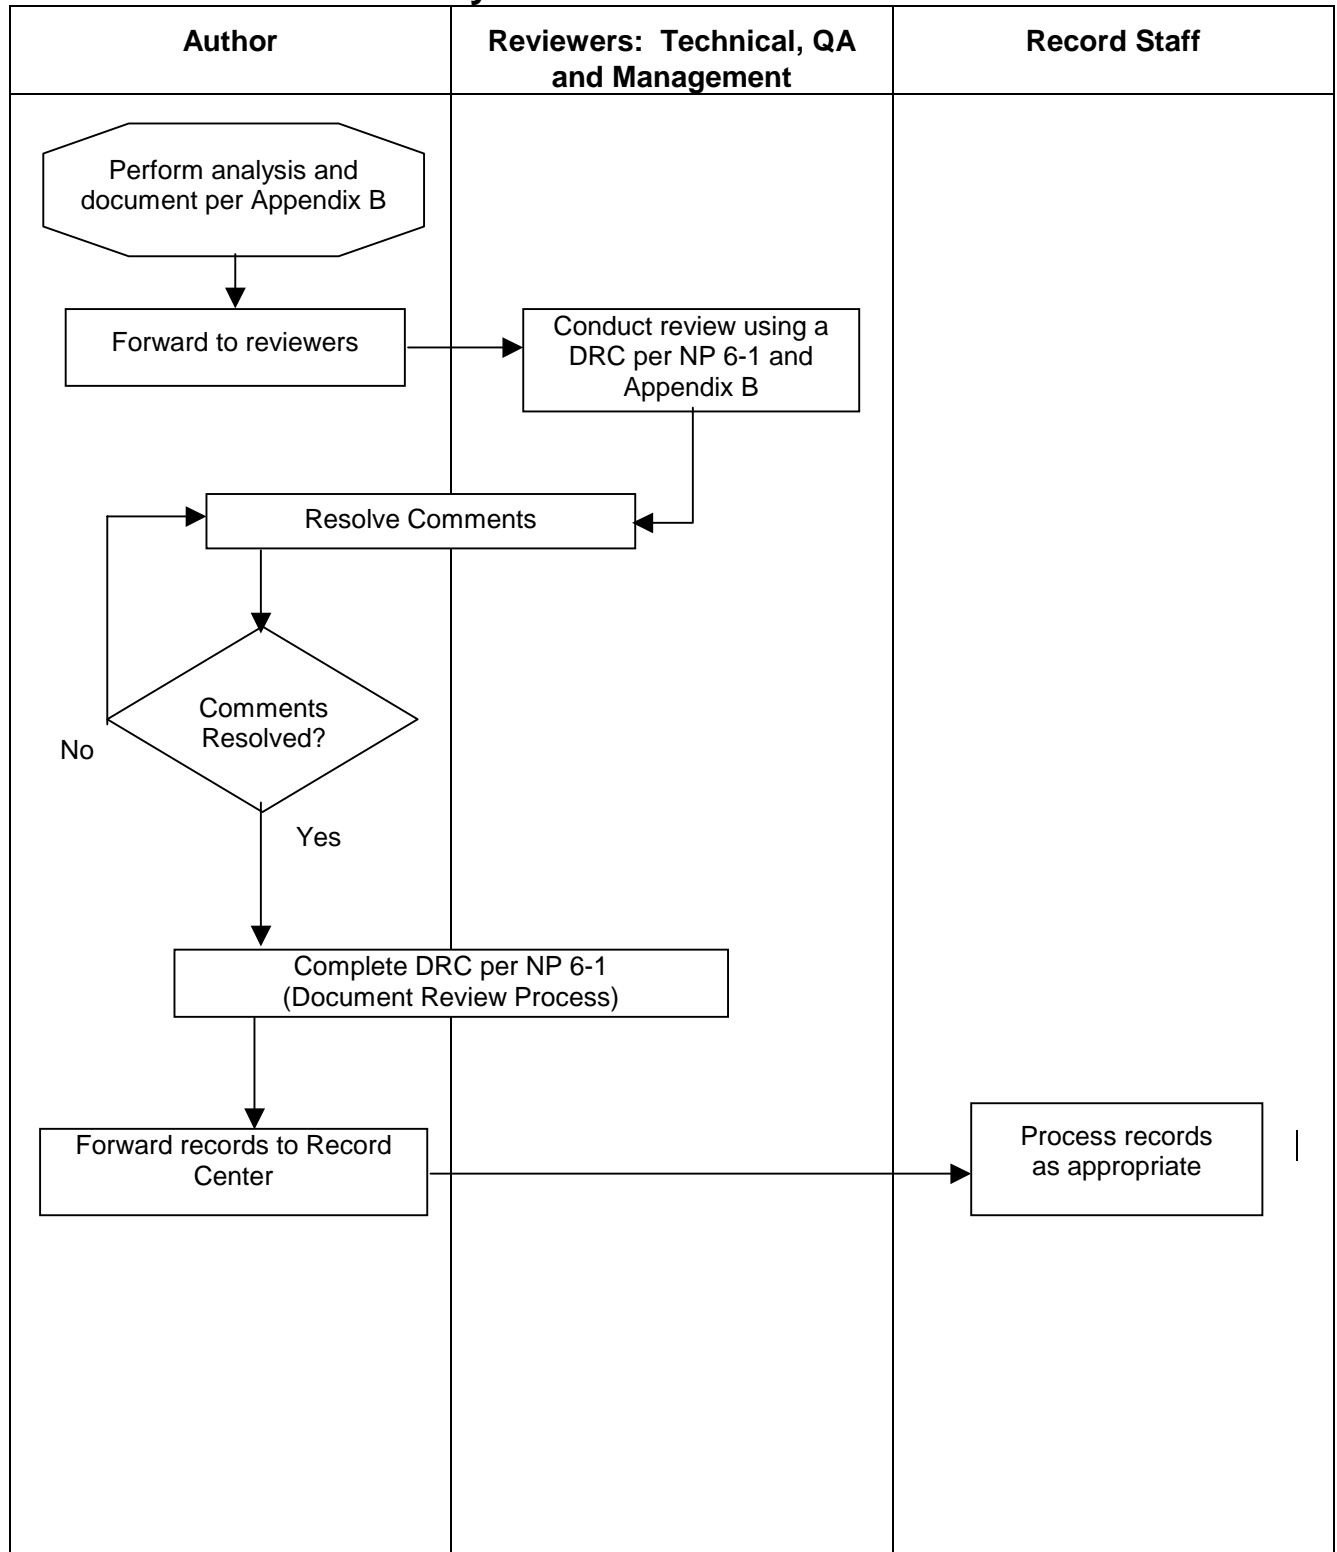 Author
Reviewers: Technical, QA
and Management
Record Staff
Perform analysis and
document per Appendix B
Forward to reviewers
Conduct review using a
DRC per NP 6-1 and
Appendix B
Resolve Comments
Comments
Resolved?
No
Yes
Complete DRC per NP 6-1
(Document Review Process)
Forward records to Record
Center
Process records
as appropriate